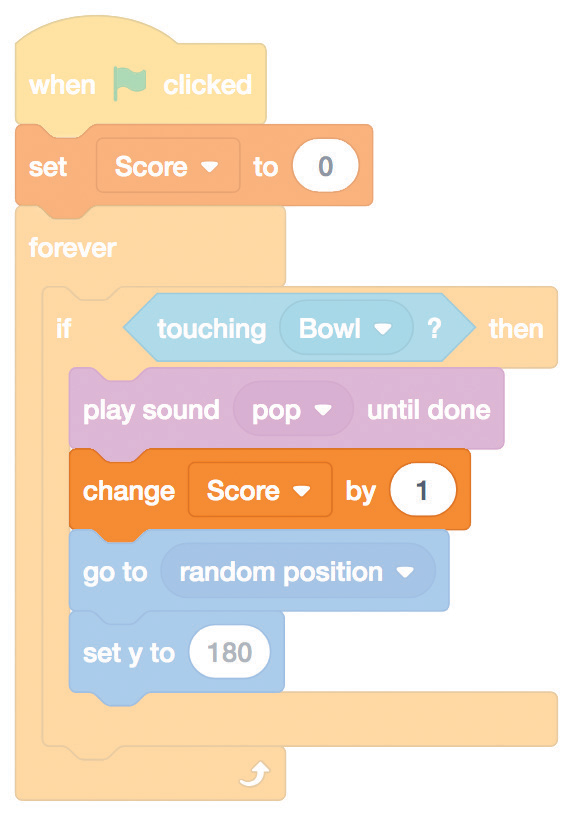 when clicked
set Score to 0
forever
if touching Bowl ? then
play sound pop until done
change Score by 1
go to random position
set y to 180